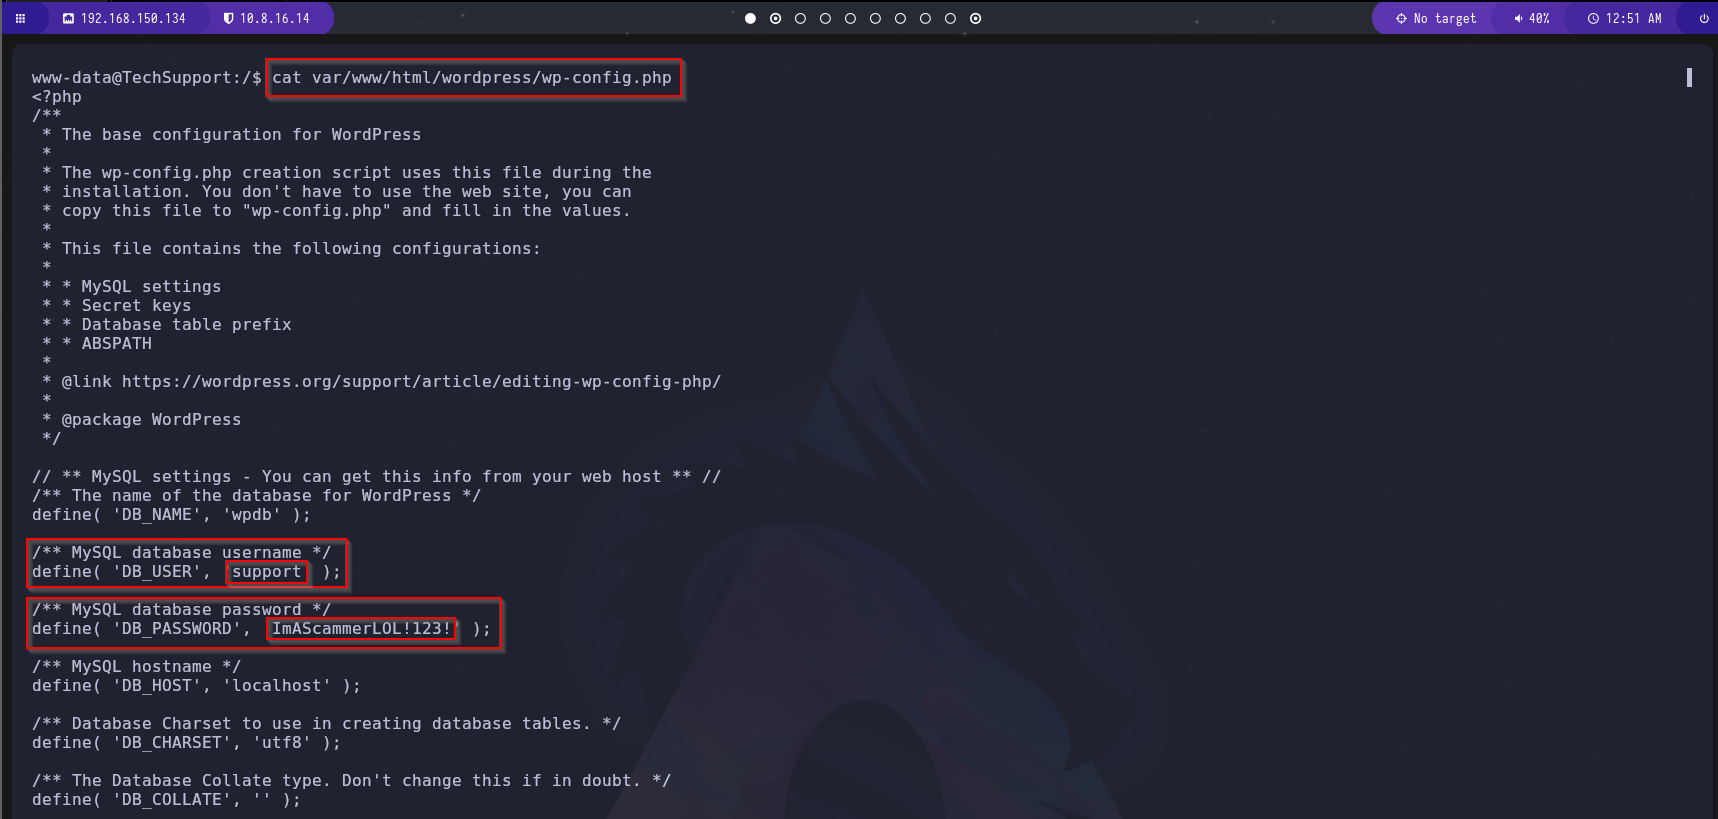 192.168.150.134 10.8.16.14 No target 40% 12:51 AM
www-data@TechSupport:/$ cat var/www/html/wordpress/wp-config.php
<?php
/**
 * The base configuration for WordPress
 *
 * The wp-config.php creation script uses this file during the
 * installation. You don't have to use the web site, you can
 * copy this file to "wp-config.php" and fill in the values.
 *
 * This file contains the following configurations:
 *
 * * MySQL settings
 * * Secret keys
 * * Database table prefix
 * * ABSPATH
 *
 * @link https://wordpress.org/support/article/editing-wp-config-php/
 *
 * @package WordPress
 */
// ** MySQL settings - You can get this info from your web host ** //
/** The name of the database for WordPress */
define( 'DB_NAME', 'wpdb' );
/** MySQL database username */
define( 'DB_USER', 'support' );
/** MySQL database password */
define( 'DB_PASSWORD', 'ImAScammerLOL!123!' );
/** MySQL hostname */
define( 'DB_HOST', 'localhost' );
/** Database Charset to use in creating database tables. */
define( 'DB_CHARSET', 'utf8' );
/** The Database Collate type. Don't change this if in doubt. */
define( 'DB_COLLATE', '' );